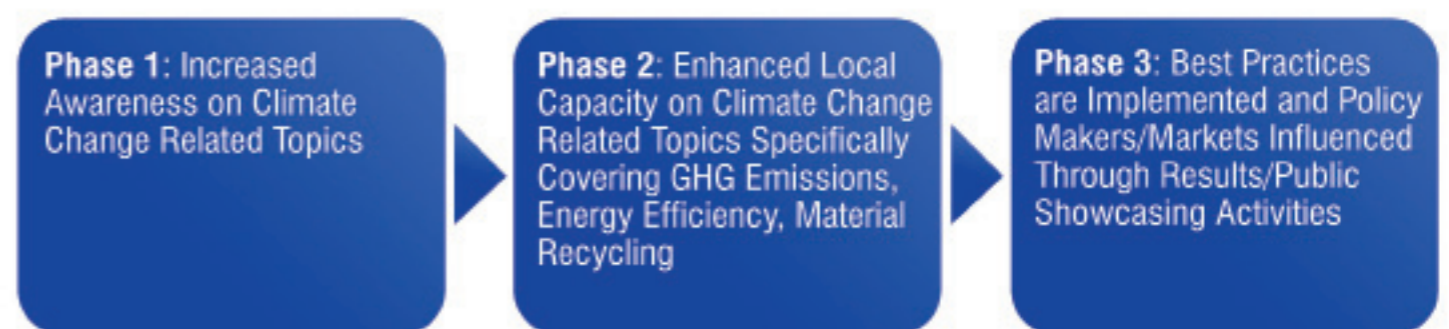 Phase 1: Increased
Awareness on Climate
Change Related Topics
Phase 2: Enhanced Local
Capacity on Climate Change
Related Topics Specifically
Covering GHG Emissions,
Energy Efficiency, Material
Recycling
Phase 3: Best Practices
are Implemented and Policy
Makers/Markets Influenced
Through Results/Public
Showcasing Activities